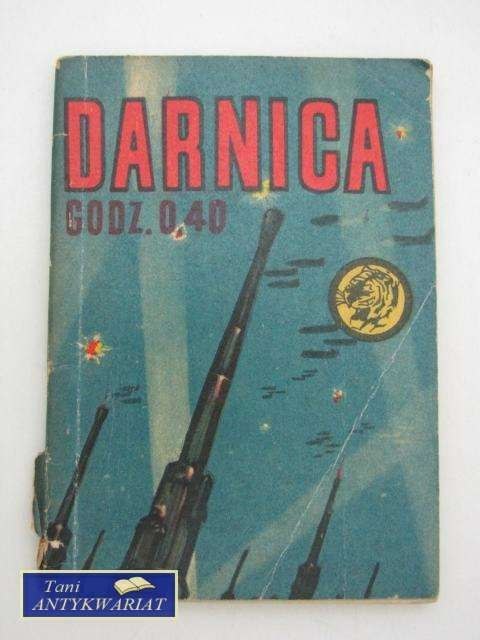 DARNICA
GODZ. 0.40
Tani
ANTYKWARIAT